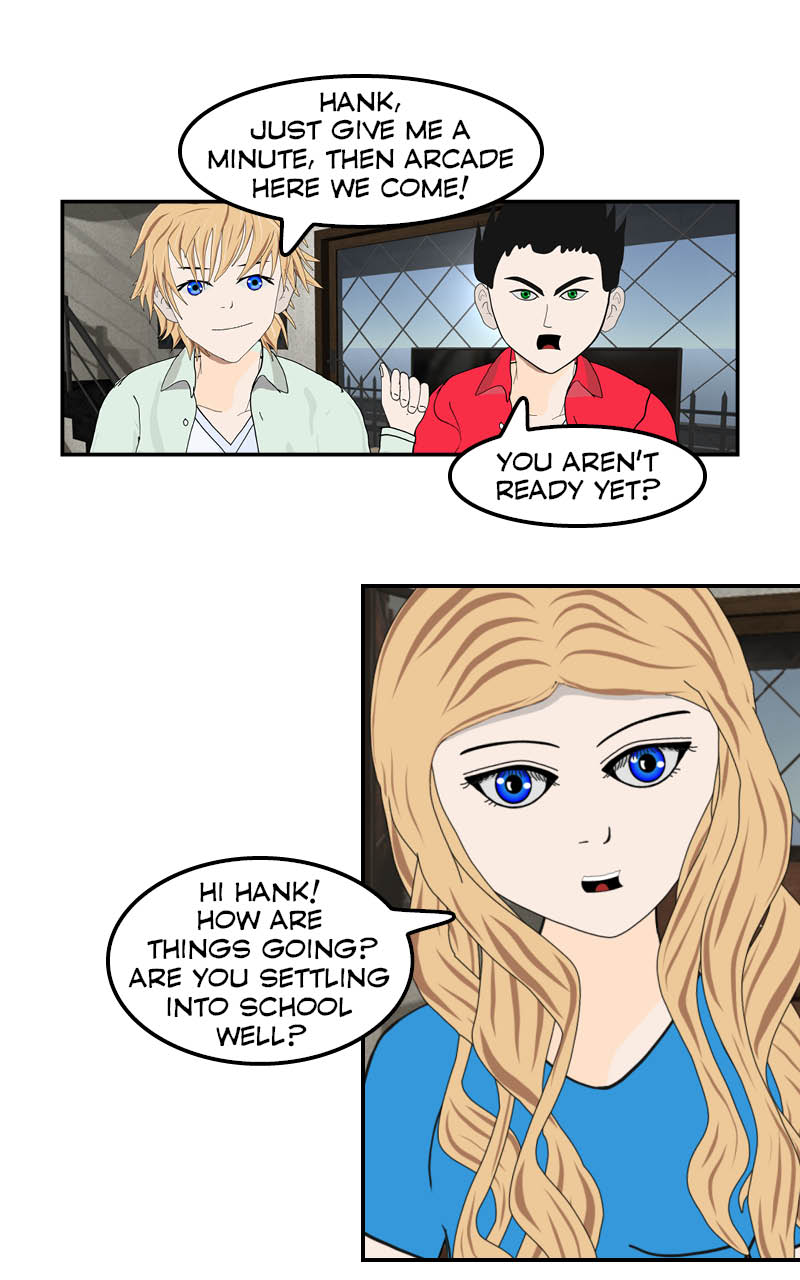 HANK,
JUST GIVE ME A
MINUTE, THEN ARCADE
HERE WE COME!
YOU AREN'T
READY YET?
HI HANK!
HOW ARE
THINGS GOING?
ARE YOU SETTLING
INTO SCHOOL
WELL?